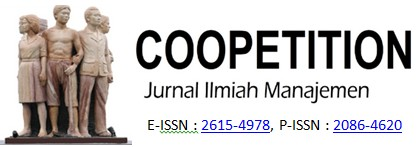 COOPETITION
Jurnal Ilmiah Manajemen
E-ISSN : 2615-4978, P-ISSN : 2086-4620